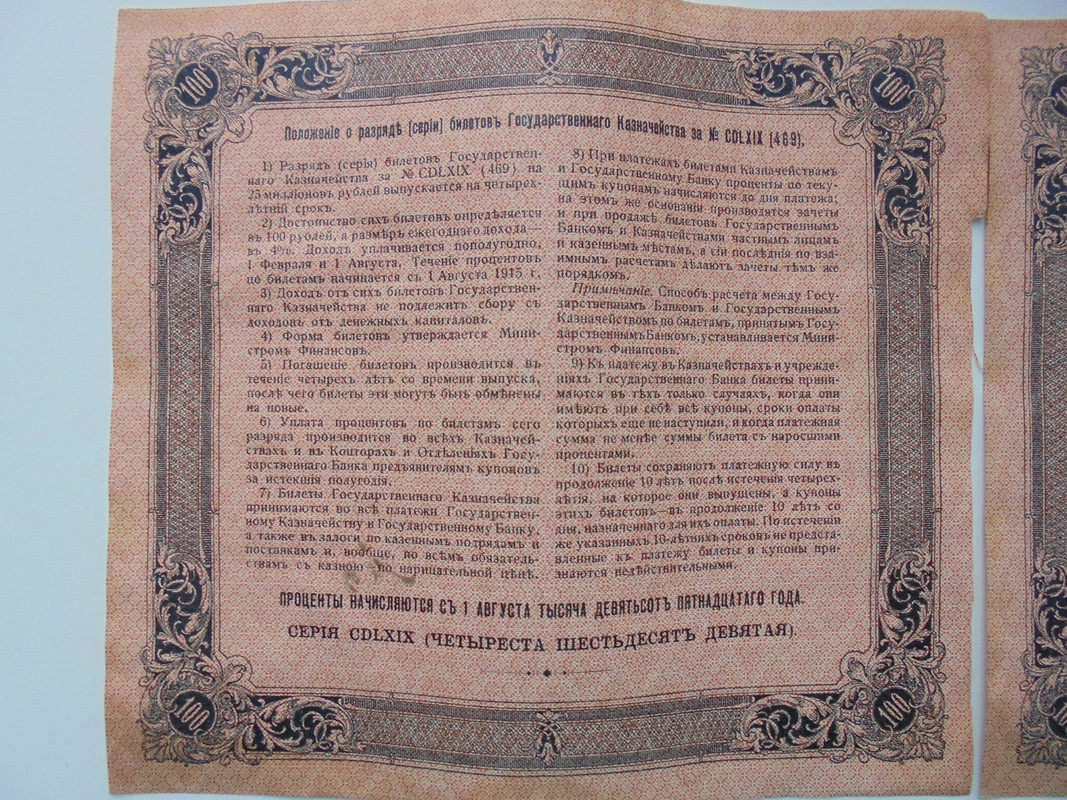 100
100
Положеніе о разрядѣ [серіи] билетовъ Государственнаго Казначейства за № CDLXIX [469],
1) Разрядъ (серія) билетовъ Государствен-
наго Казначейства за № CDLXIX (469) на
25 милліоновъ рублей выпускается на четырех-
лѣтній срокъ.
2) Достоинство сихъ билетовъ опредѣляется
въ 100 рублей, а размѣръ ежегоднаго дохода—
въ 4%. Доходъ уплачивается пополугодно,
1 Февраля и 1 Августа. Теченіе процентовъ
по билетамъ начинается съ 1 Августа 1915 г.
3) Доходъ отъ сихъ билетовъ Государствен-
наго Казначейства не подлежитъ сбору съ
доходовъ отъ денежныхъ капиталовъ.
4) Форма билетовъ утверждается Мини-
стромъ Финансовъ.
5) Погашеніе билетовъ производится въ
теченіе четырехъ лѣтъ со времени выпуска,
послѣ чего билеты эти могутъ быть обмѣнены
на новые.
6) Уплата процентовъ по билетамъ сего
разряда производится во всѣхъ Казначей-
ствахъ и въ Конторахъ и Отдѣленіяхъ Госу-
дарственнаго Банка предъявителямъ купоновъ
за истекшія полугодія.
7) Билеты Государственнаго Казначейства
принимаются во всѣ платежи Государствен-
ному Казначейству и Государственному Банку,
а также въ залоги по казеннымъ подрядамъ и
поставкамъ и, вообще, по всѣмъ обязатель-
ствамъ съ казною—по нарицательной цѣнѣ.
8) При платежахъ билетами Казначействамъ
и Государственному Банку проценты по теку-
щимъ купонамъ начисляются до дня платежа;
на этомъ же основаніи производятся зачеты
и при продажѣ билетовъ Государственнымъ
Банкомъ и Казначействами частнымъ лицамъ
и казеннымъ мѣстамъ, а сіи послѣднія по вза-
имнымъ расчетамъ дѣлаютъ зачеты тѣмъ же
порядкомъ.
Примѣчаніе. Способъ расчета между Госу-
дарственнымъ Банкомъ и Государственнымъ
Казначействомъ по билетамъ, принятымъ Госу-
дарственнымъ Банкомъ, устанавливается Мини-
стромъ Финансовъ.
9) Къ платежу въ Казначействахъ и учрежде-
ніяхъ Государственнаго Банка билеты прини-
маются въ тѣхъ только случаяхъ, когда они
имѣютъ при себѣ всѣ купоны, сроки оплаты
которыхъ еще не наступили, и когда платежная
сумма не менѣе суммы билета съ наросшими
процентами.
10) Билеты сохраняютъ платежную силу въ
продолженіе 10 лѣтъ послѣ истеченія четырех-
лѣтія, на которое они выпущены, а купоны
этихъ билетовъ—въ продолженіе 10 лѣтъ со
дня, назначеннаго для ихъ оплаты. По истеченіи
же указанныхъ 10-лѣтнихъ сроковъ не предста-
вленные къ платежу билеты и купоны при-
знаются недѣйствительными.
ПРОЦЕНТЫ НАЧИСЛЯЮТСЯ СЪ 1 АВГУСТА ТЫСЯЧА ДЕВЯТЬСОТЪ ПЯТНАДЦАТАГО ГОДА.
СЕРІЯ CDLXIX (ЧЕТЫРЕСТА ШЕСТЬДЕСЯТЪ ДЕВЯТАЯ).
100
100